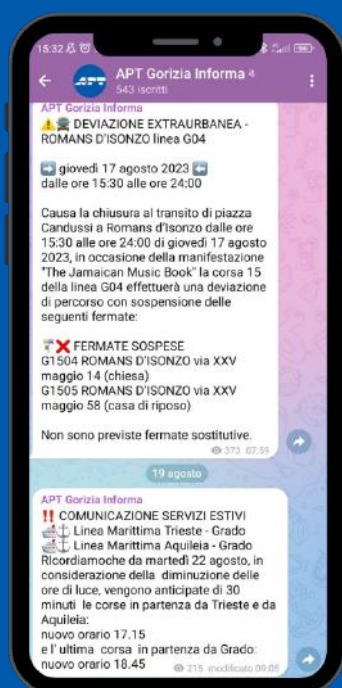 15:32
APT Gorizia Informa
543 iscritti
APT Gorizia Informa
⚠️🚍 DEVIAZIONE EXTRAURBANA -
ROMANS D'ISONZO linea G04
➡️ giovedì 17 agosto 2023 ⬅️
dalle ore 15:30 alle ore 24:00
Causa la chiusura al transito di piazza
Candussi a Romans d'Isonzo dalle ore
15:30 alle ore 24:00 di giovedì 17 agosto
2023, in occasione della manifestazione
"The Jamaican Music Book" la corsa 15
della linea G04 effettuerà una deviazione
di percorso con sospensione delle
seguenti fermate:
🚏❌ FERMATE SOSPESE
G1504 ROMANS D'ISONZO via XXV
maggio 14 (chiesa)
G1505 ROMANS D'ISONZO via XXV
maggio 58 (casa di riposo)
Non sono previste fermate sostitutive.
373 07:59
19 agosto
APT Gorizia Informa
‼️ COMUNICAZIONE SERVIZI ESTIVI
🚢⚓ Linea Marittima Trieste - Grado
🚢⚓ Linea Marittima Aquileia - Grado
RIcordiamoche da martedì 22 agosto, in
considerazione della diminuzione delle
ore di luce, vengono anticipate di 30
minuti le corse in partenza da Trieste e da
Aquileia:
nuovo orario 17.15
e l' ultima corsa in partenza da Grado:
nuovo orario 18.45
215 modificato 09:05